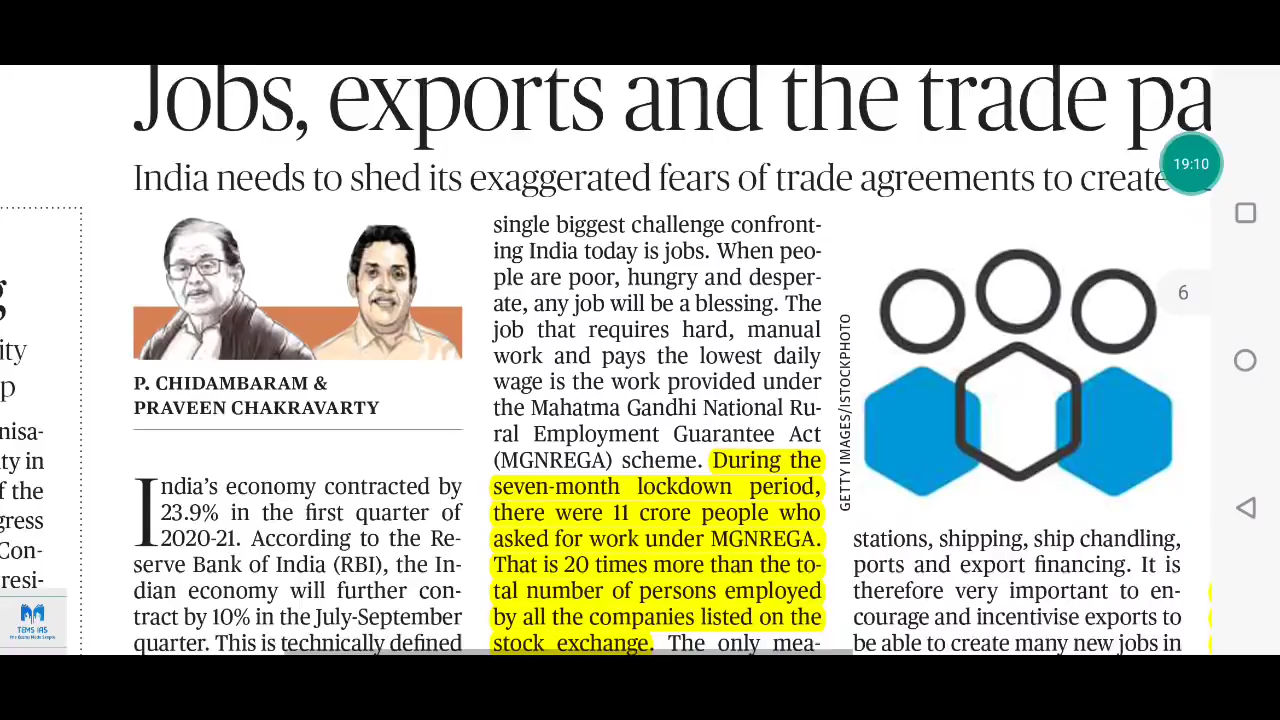 Jobs, exports and the trade pa
India needs to shed its exaggerated fears of trade agreements to create
19:10
6
ity
p
nisa-
ty in
f the
gress
Con-
resi-
TEMS IAS
P. CHIDAMBARAM &
PRAVEEN CHAKRAVARTY
India's economy contracted by
23.9% in the first quarter of
2020-21. According to the Re-
serve Bank of India (RBI), the In-
dian economy will further con-
tract by 10% in the July-September
quarter. This is technically defined
single biggest challenge confront-
ing India today is jobs. When peo-
ple are poor, hungry and desper-
ate, any job will be a blessing. The
job that requires hard, manual
work and pays the lowest daily
wage is the work provided under
the Mahatma Gandhi National Ru-
ral Employment Guarantee Act
(MGNREGA) scheme. During the
seven-month lockdown period,
there were 11 crore people who
asked for work under MGNREGA.
That is 20 times more than the to-
tal number of persons employed
by all the companies listed on the
stock exchange. The only mea-
GETTY IMAGES/ISTOCKPHOTO
stations, shipping, ship chandling,
ports and export financing. It is
therefore very important to en-
courage and incentivise exports to
be able to create many new jobs in